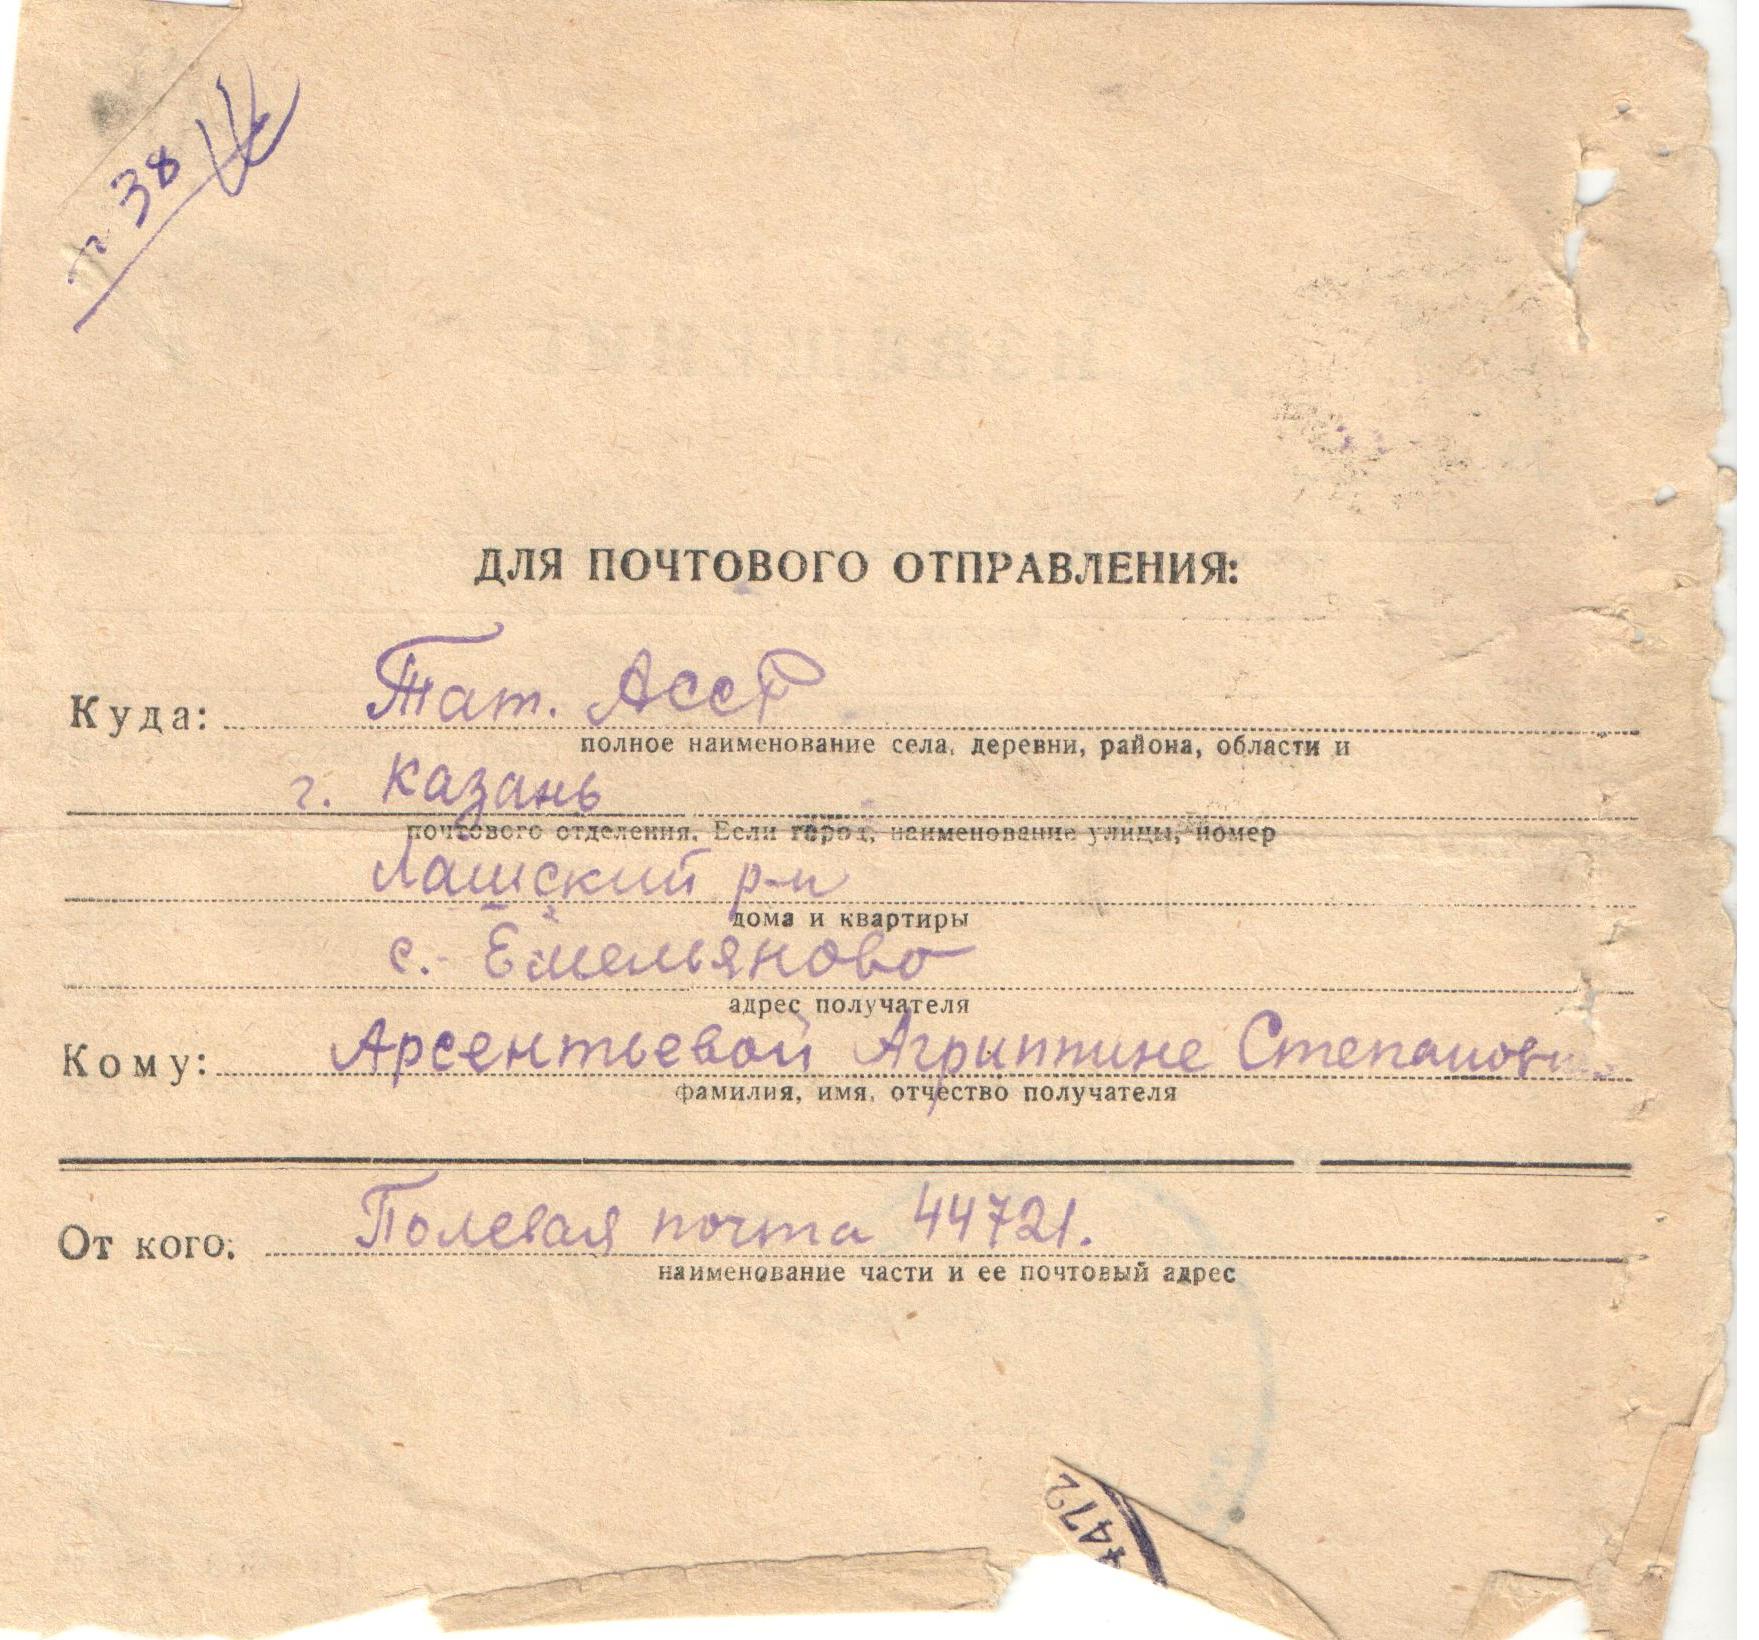 п 38
ДЛЯ ПОЧТОВОГО ОТПРАВЛЕНИЯ:
Куда: Тат. АССР
полное наименование села, деревни, района, области и
г. Казань
почтового отделения. Если город, наименование улицы, номер
Лаишский р-н
дома и квартиры
с. Емельяново
адрес получателя
Кому: Арсентьевой Агриппине Степановне
фамилия, имя, отчество получателя
От кого: Полевая почта 44721.
наименование части и ее почтовый адрес
4472